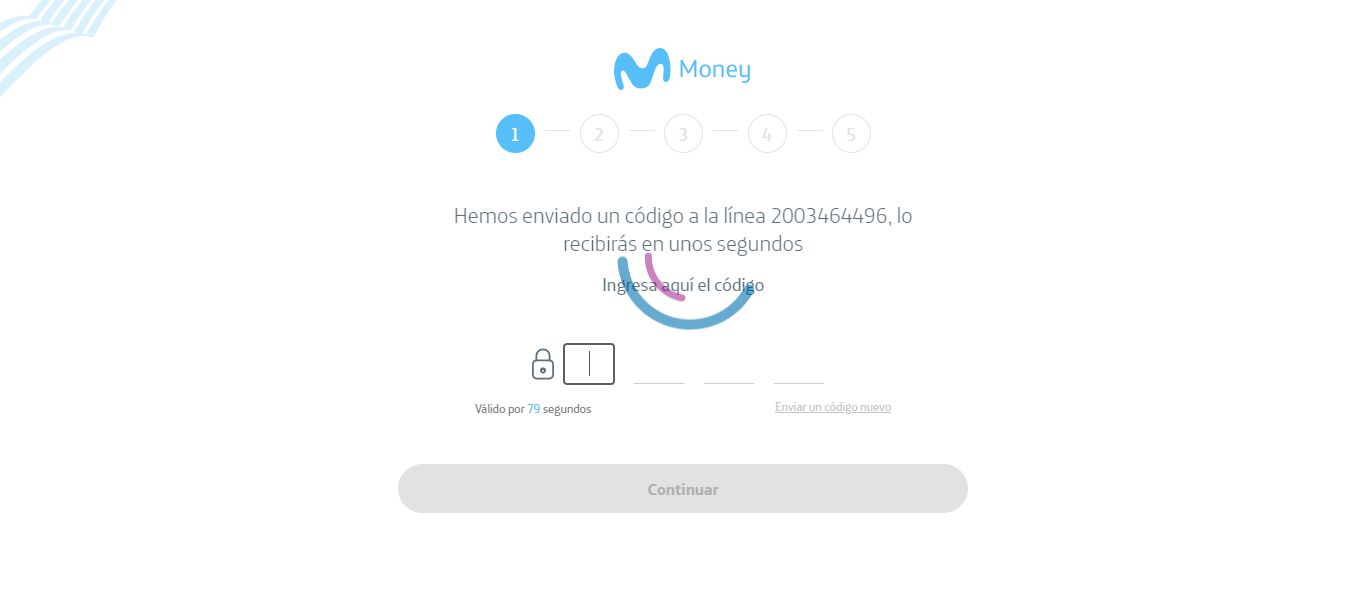 Money
1 2 3 4 5
Hemos enviado un código a la línea 2003464496, lo
recibirás en unos segundos
Ingresa aquí el código
Válido por 79 segundos
Enviar un código nuevo
Continuar